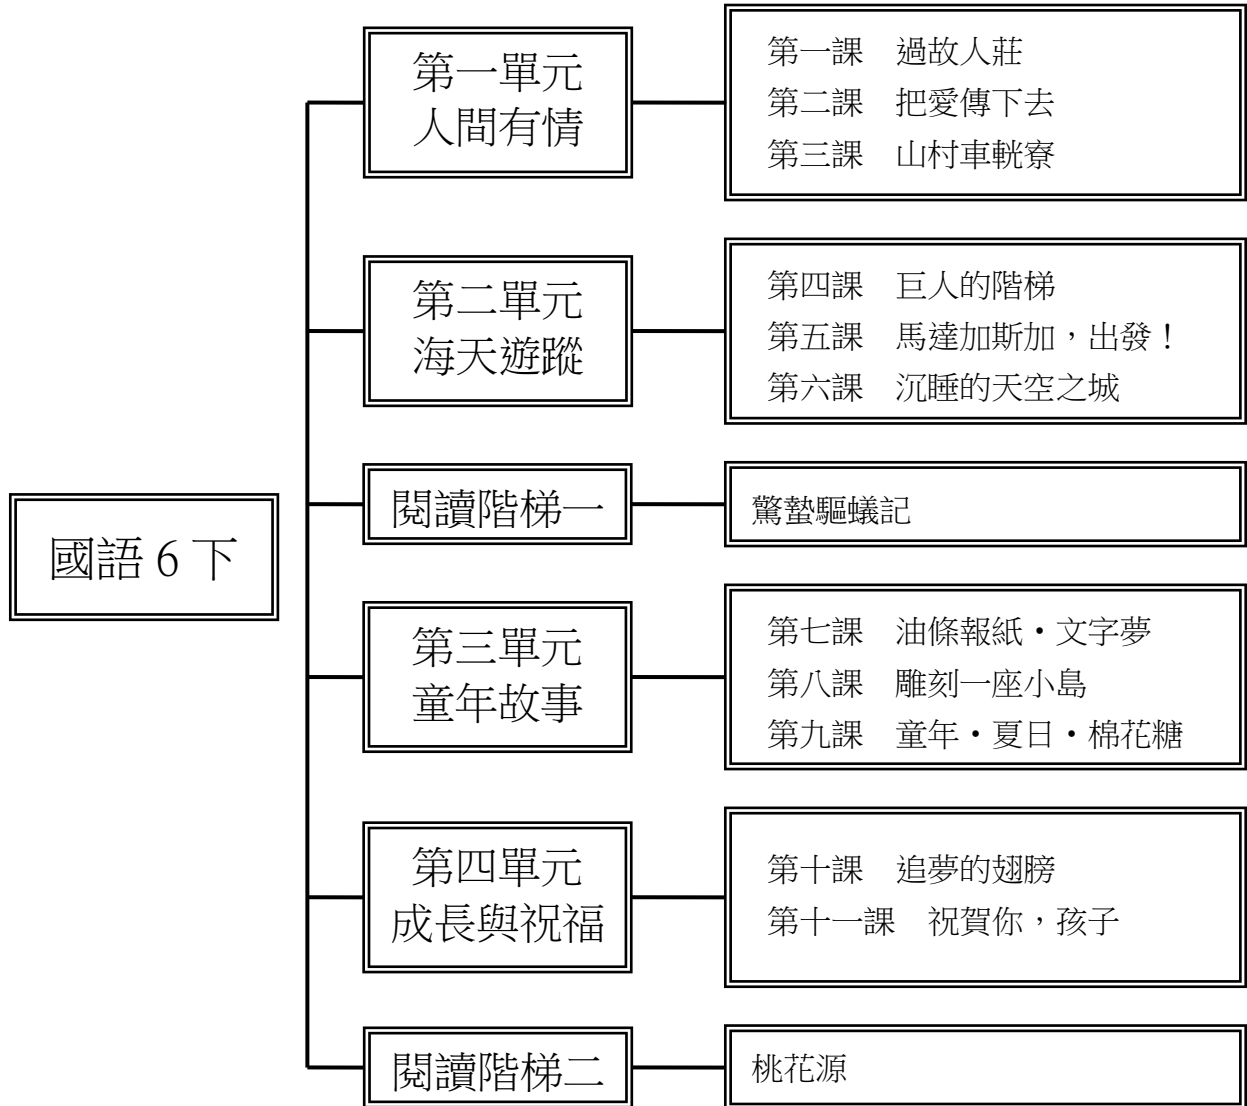 國語 6 下
第一單元
人間有情
第一課　過故人莊
第二課　把愛傳下去
第三課　山村車輄寮
第二單元
海天遊蹤
第四課　巨人的階梯
第五課　馬達加斯加，出發！
第六課　沉睡的天空之城
閱讀階梯一
驚蟄驅蟻記
第三單元
童年故事
第七課　油條報紙・文字夢
第八課　雕刻一座小島
第九課　童年・夏日・棉花糖
第四單元
成長與祝福
第十課　追夢的翅膀
第十一課　祝賀你，孩子
閱讀階梯二
桃花源